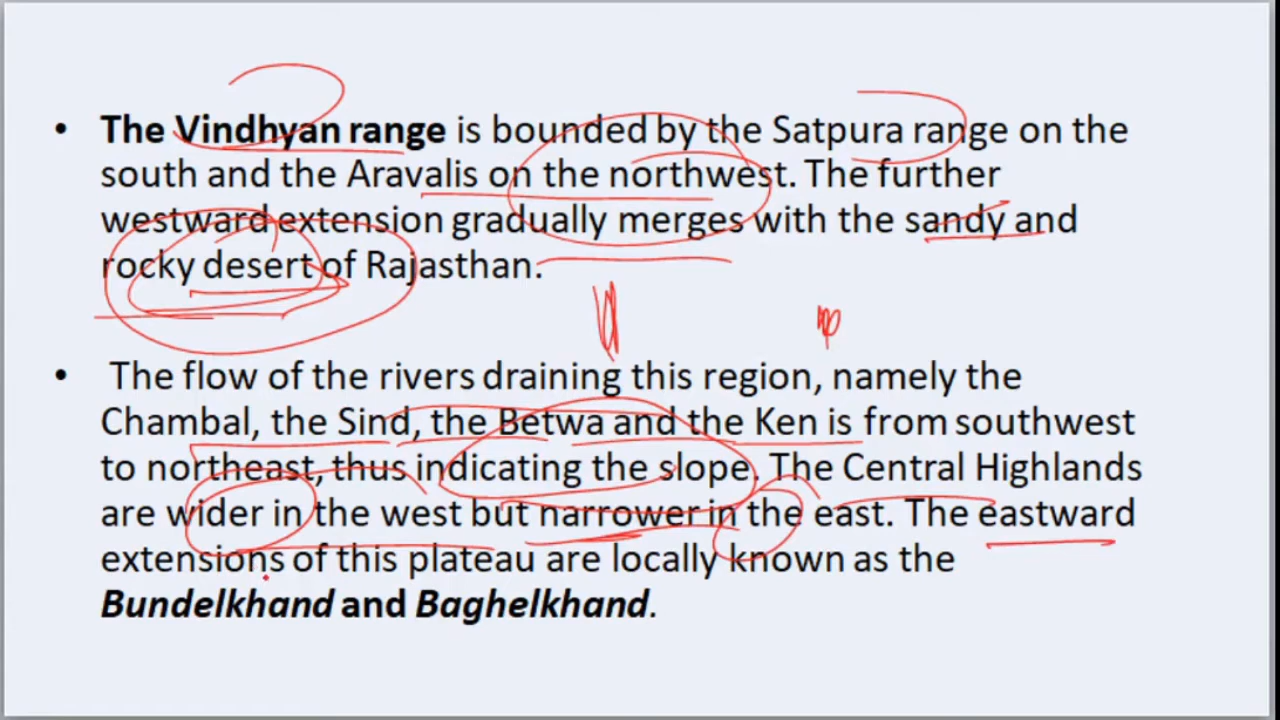 • The Vindhyan range is bounded by the Satpura range on the
south and the Aravalis on the northwest. The further
westward extension gradually merges with the sandy and
rocky desert of Rajasthan.
• The flow of the rivers draining this region, namely the
Chambal, the Sind, the Betwa and the Ken is from southwest
to northeast, thus indicating the slope. The Central Highlands
are wider in the west but narrower in the east. The eastward
extensions of this plateau are locally known as the
Bundelkhand and Baghelkhand.